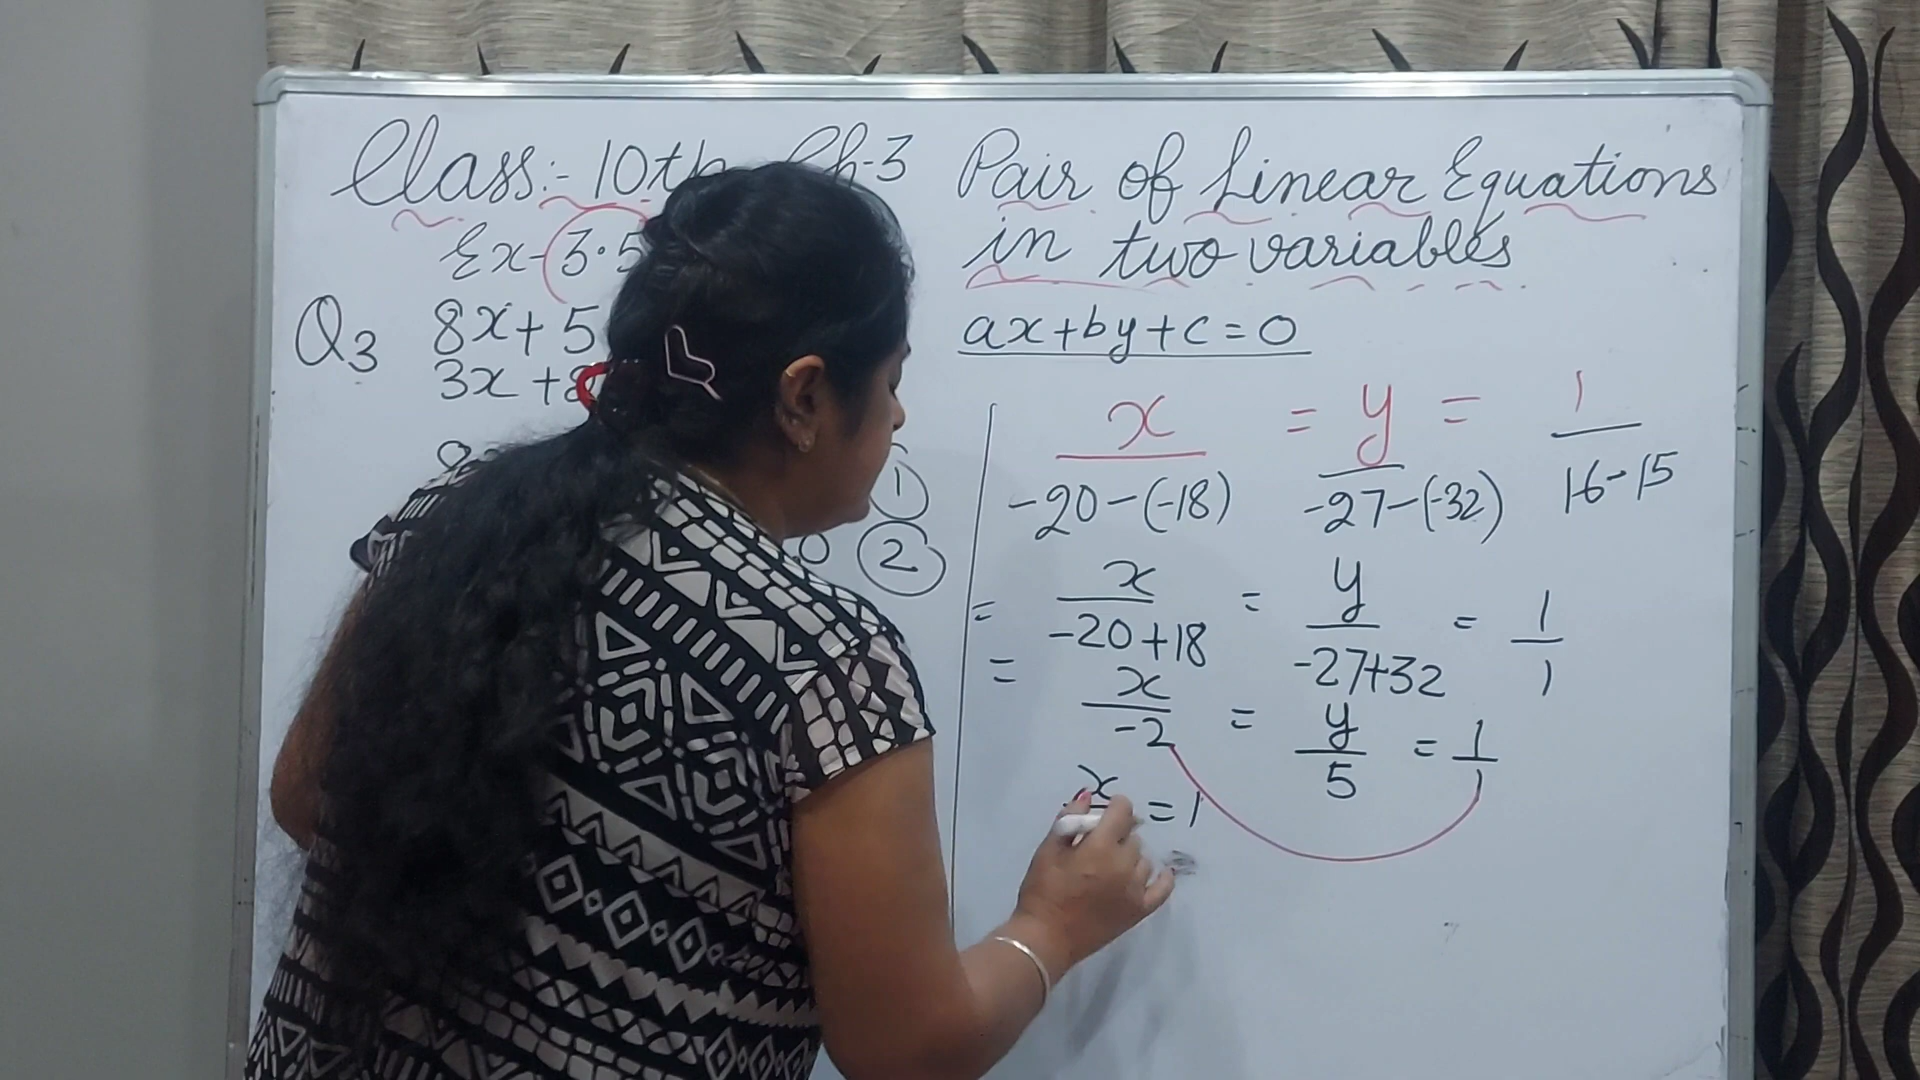 Class:- 10th Ch-3 Pair of Linear Equations
in two variables
Ex-3.5
Q3 8x+5
3x+8
8
1
0 2
ax+by+c=0
x = y = 1
-20-(-18) -27-(-32) 16-15
= x = y = 1
-20+18 -27+32 1
= x = y = 1
-2 5 1
x = 1